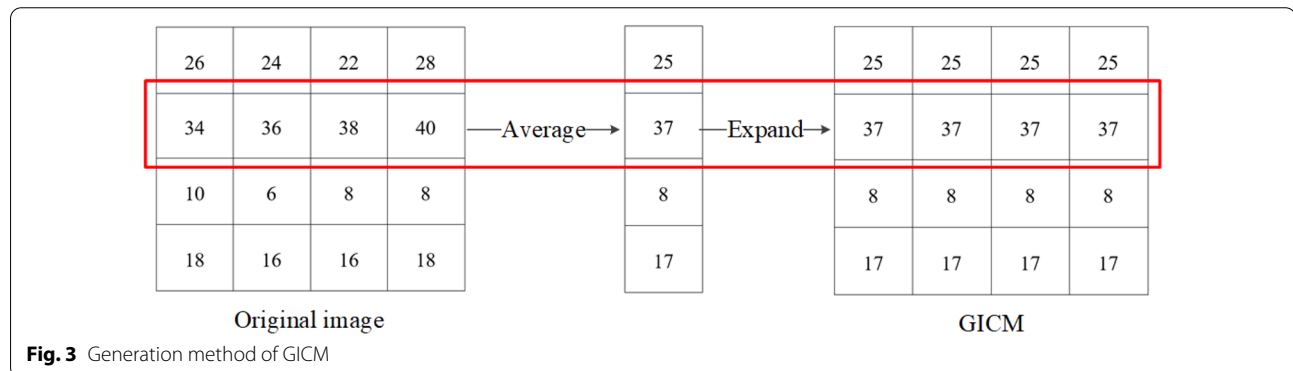 26 24 22 28 25 25 25 25 25
34 36 38 40 Average 37 Expand 37 37 37 37
10 6 8 8 8 8 8 8 8
18 16 16 18 17 17 17 17 17
Original image GICM
Fig. 3 Generation method of GICM